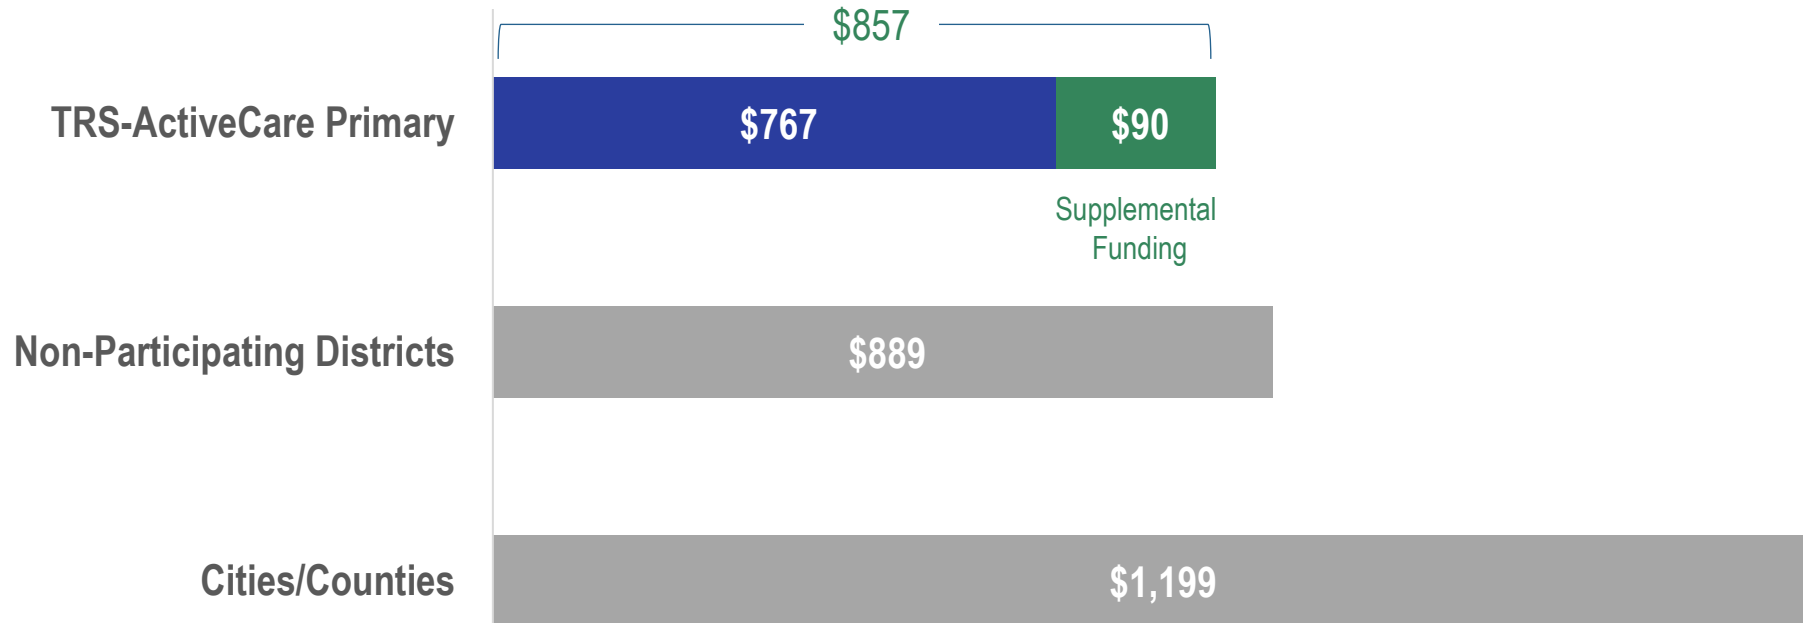 $857
TRS-ActiveCare Primary
$767
$90
Supplemental
Funding
Non-Participating Districts
$889
Cities/Counties
$1,199